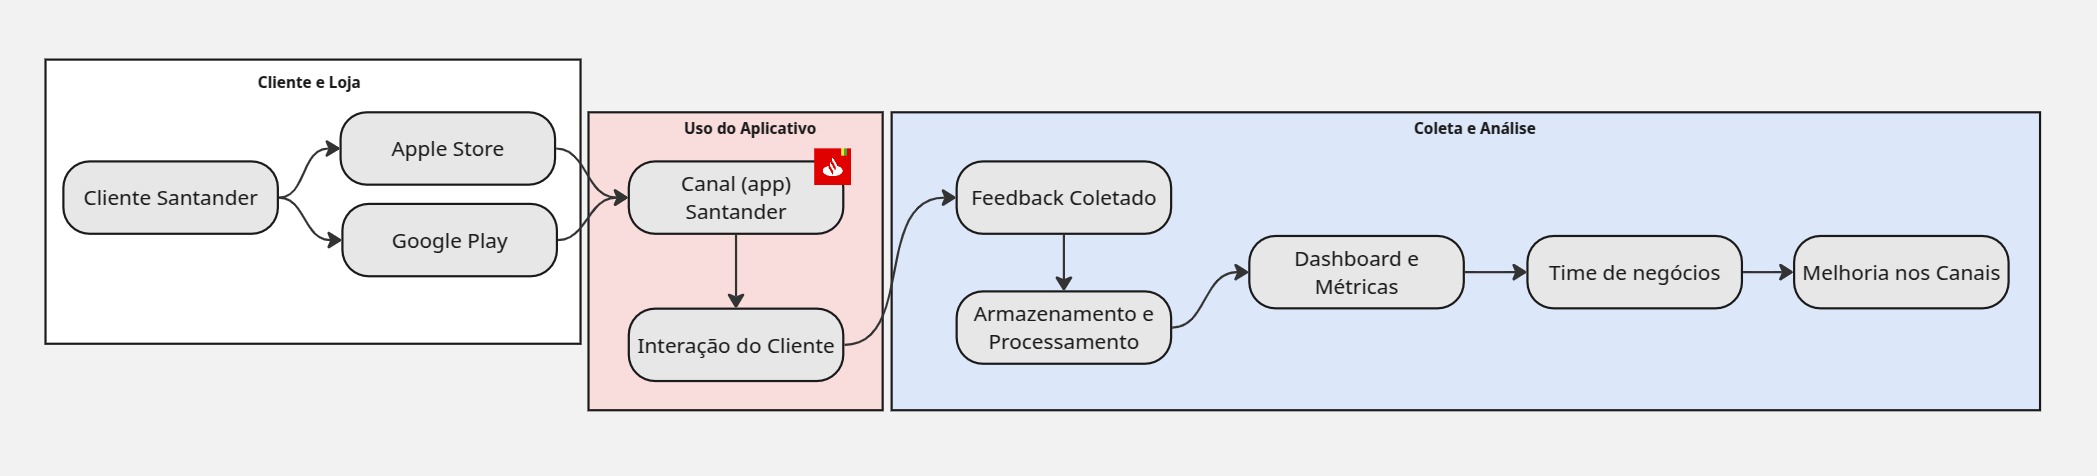 Cliente e Loja
Cliente Santander
Apple Store
Google Play
Uso do Aplicativo
Canal (app)
Santander
Interação do Cliente
Coleta e Análise
Feedback Coletado
Armazenamento e
Processamento
Dashboard e
Métricas
Time de negócios
Melhoria nos Canais